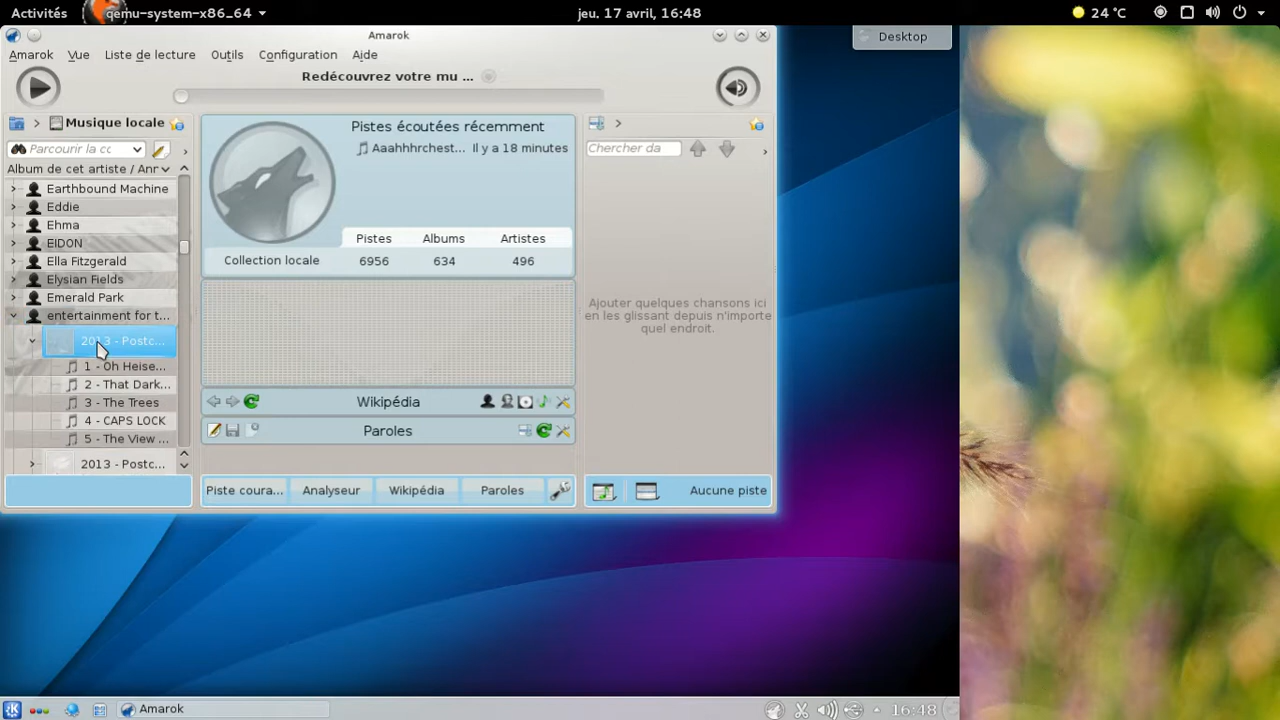 Activités qemu-system-x86_64 jeu. 17 avril, 16:48 24 °C
Amarok Desktop
Amarok Vue Liste de lecture Outils Configuration Aide
Redécouvrez votre mu ...
Musique locale
Parcourir la cc
Album de cet artiste / Anr
Earthbound Machine
Eddie
Ehma
EIDON
Ella Fitzgerald
Elysian Fields
Emerald Park
entertainment for t...
2013 - Postc...
1 - Oh Heise...
2 - That Dark...
3 - The Trees
4 - CAPS LOCK
5 - The View ...
2013 - Postc...
Pistes écoutées récemment
Aaahhhrchest... Il y a 18 minutes
Pistes Albums Artistes
Collection locale 6956 634 496
Wikipédia
Paroles
Piste coura... Analyseur Wikipédia Paroles
Chercher da
Ajouter quelques chansons ici
en les glissant depuis n'importe
quel endroit.
Aucune piste
Amarok 16:48